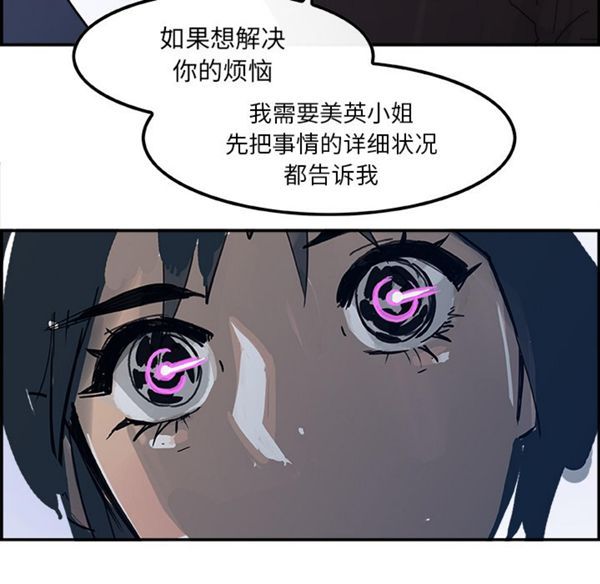 如果想解决
你的烦恼
我需要美英小姐
先把事情的详细状况
都告诉我